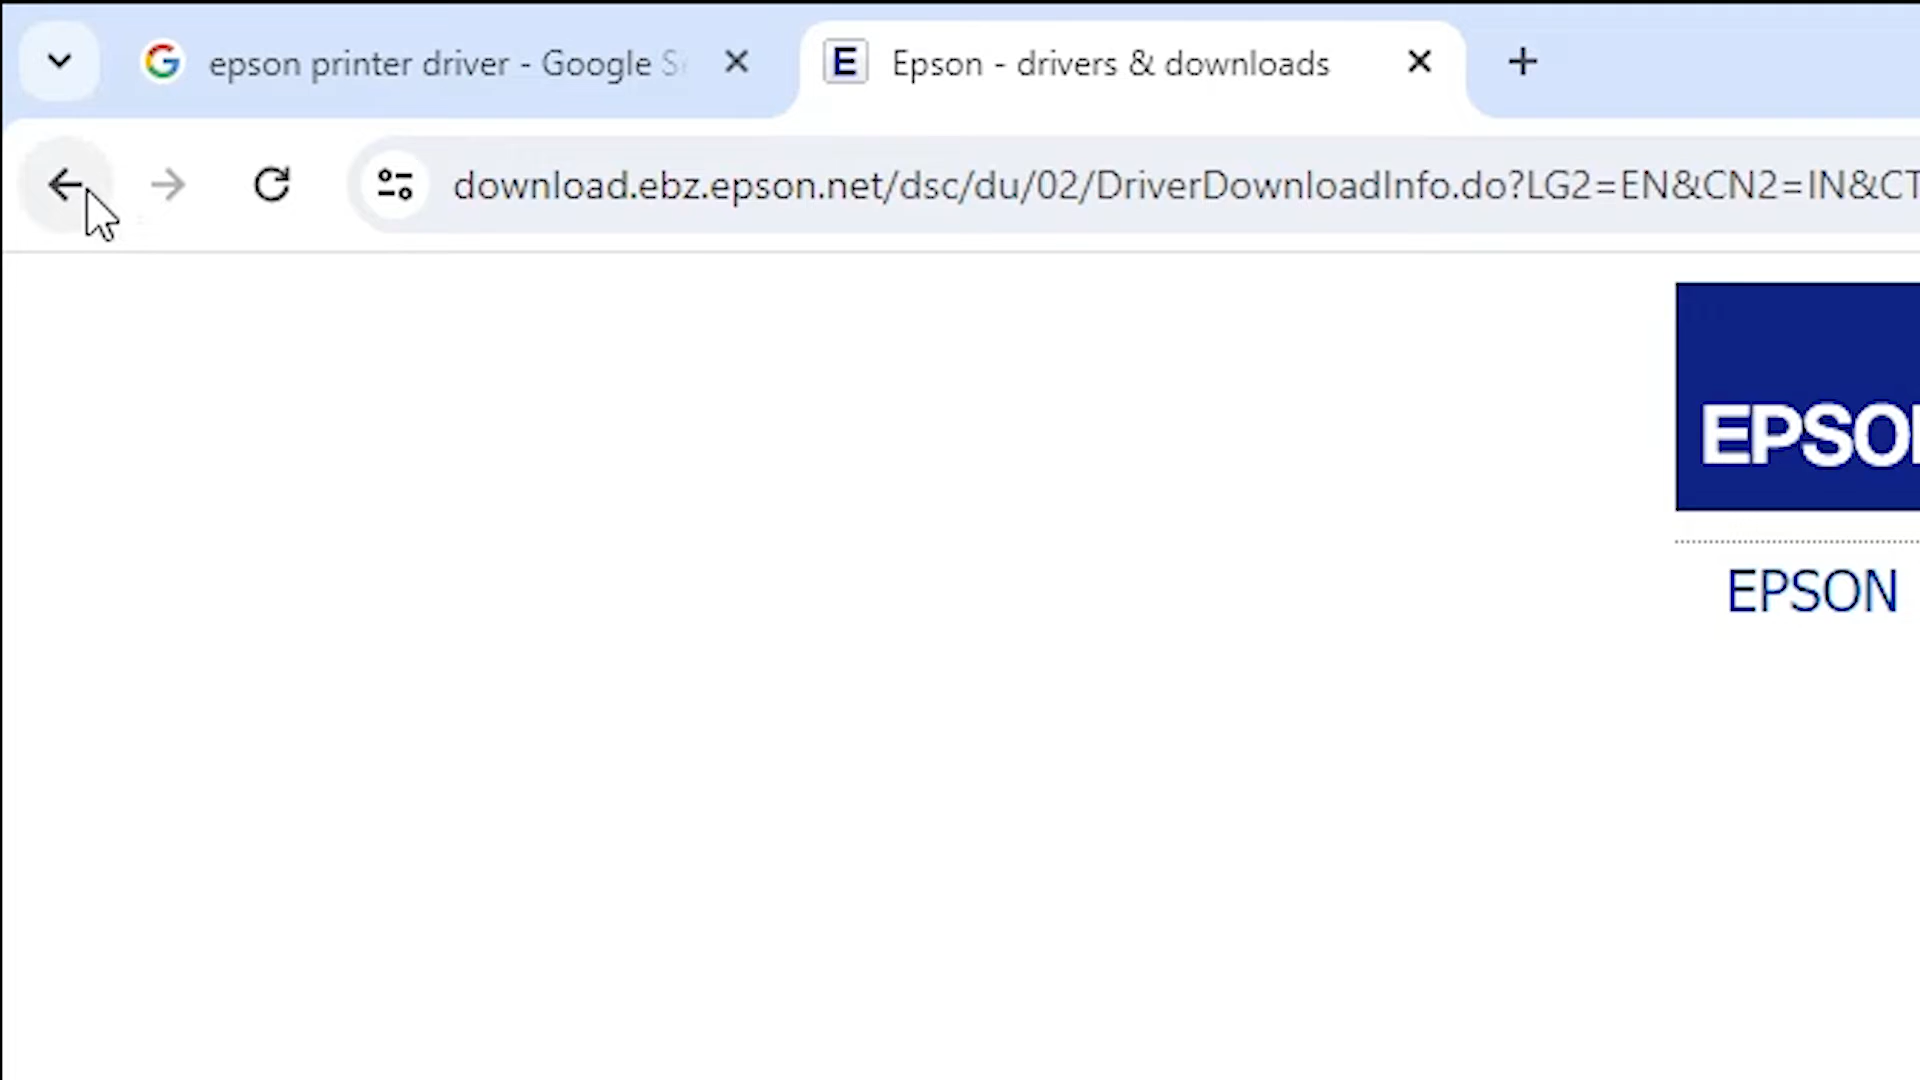 epson printer driver - Google S
Epson - drivers & downloads
download.ebz.epson.net/dsc/du/02/DriverDownloadInfo.do?LG2=EN&CN2=IN&CT
EPSON
EPSON